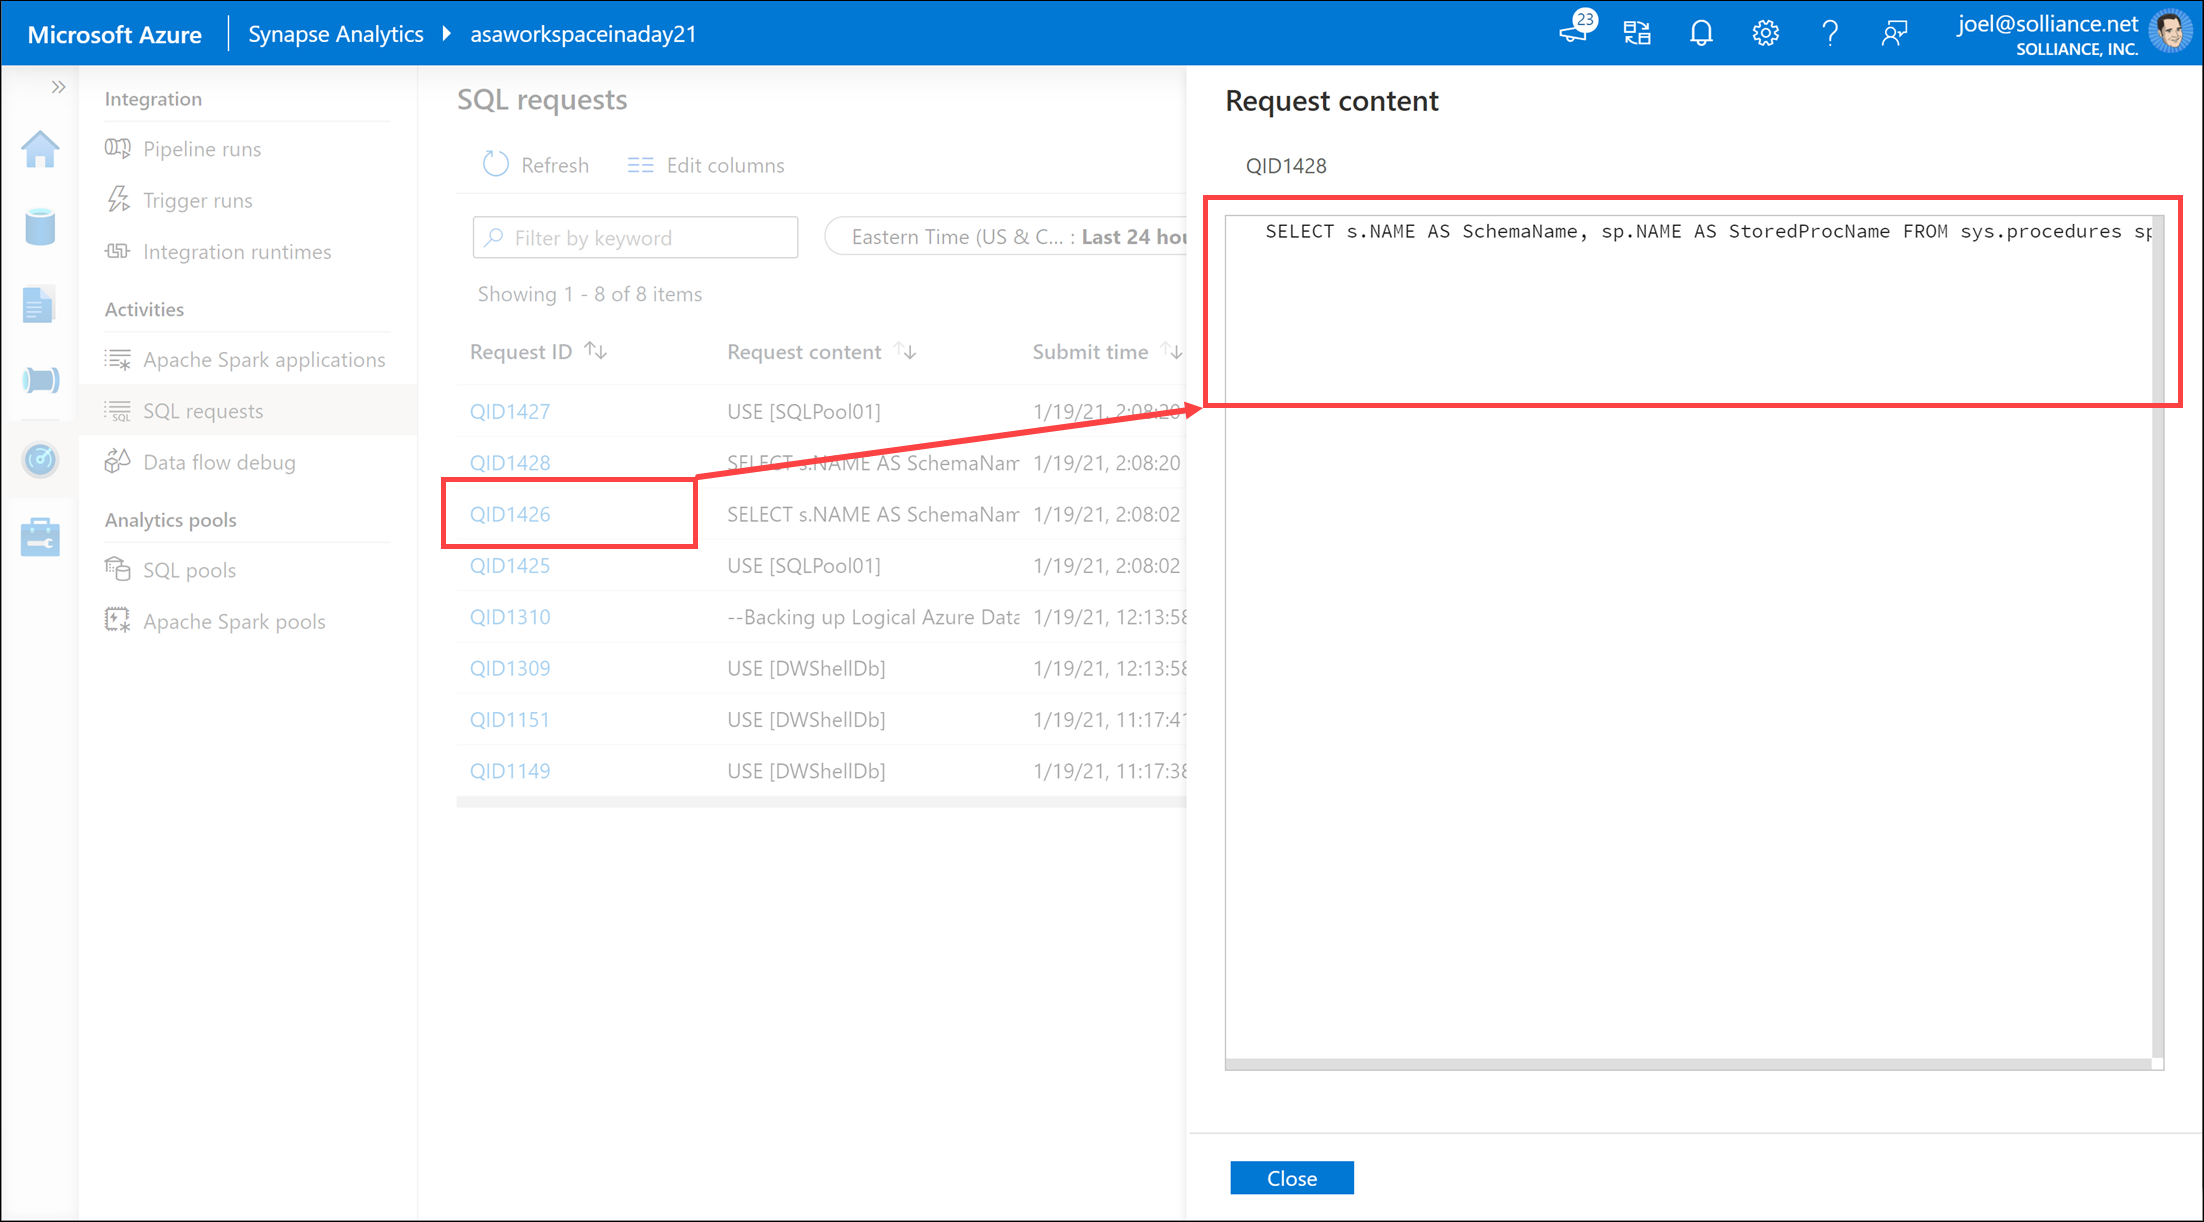 Microsoft Azure
Synapse Analytics
asaworkspaceinaday21
23
joel@solliance.net
SOLLIANCE, INC.
Integration
Pipeline runs
Trigger runs
Integration runtimes
Activities
Apache Spark applications
SQL
SQL requests
Data flow debug
Analytics pools
SQL pools
Apache Spark pools
SQL requests
Refresh
Edit columns
Filter by keyword
Eastern Time (US & C... : Last 24 hou
Showing 1 - 8 of 8 items
Request ID Request content Submit time
QID1427 USE [SQLPool01] 1/19/21, 2:08:20
QID1428 SELECT s.NAME AS SchemaNam 1/19/21, 2:08:20
QID1426 SELECT s.NAME AS SchemaNam 1/19/21, 2:08:02
QID1425 USE [SQLPool01] 1/19/21, 2:08:02
QID1310 --Backing up Logical Azure Data 1/19/21, 12:13:58
QID1309 USE [DWShellDb] 1/19/21, 12:13:58
QID1151 USE [DWShellDb] 1/19/21, 11:17:41
QID1149 USE [DWShellDb] 1/19/21, 11:17:38
Request content
QID1428
SELECT s.NAME AS SchemaName, sp.NAME AS StoredProcName FROM sys.procedures sp
Close